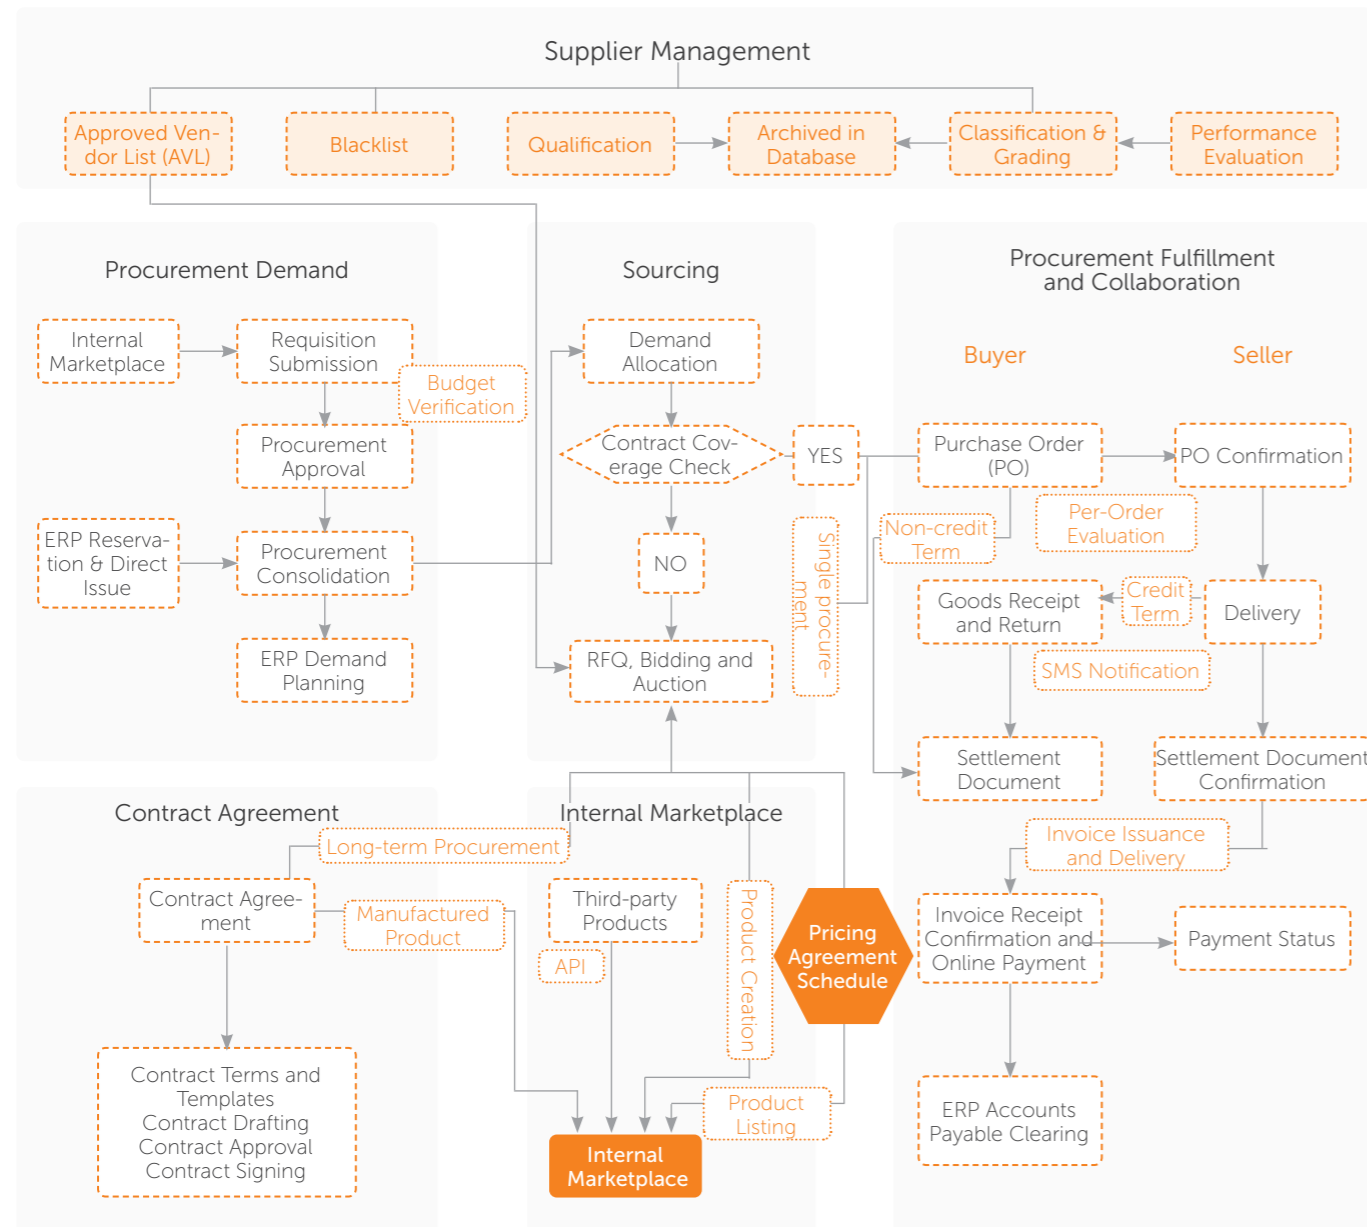 Supplier Management
Approved Ven-
dor List (AVL)
Blacklist
Qualification
Archived in
Database
Classification &
Grading
Performance
Evaluation
Procurement Demand
Internal
Marketplace
Requisition
Submission
Budget
Verification
Procurement
Approval
ERP Reserva-
tion & Direct
Issue
Procurement
Consolidation
ERP Demand
Planning
Sourcing
Demand
Allocation
Contract Cov-
erage Check
YES
NO
RFQ, Bidding and
Auction
Single procure-
ment
Procurement Fulfillment
and Collaboration
Buyer
Seller
Purchase Order
(PO)
PO Confirmation
Non-credit
Term
Per-Order
Evaluation
Goods Receipt
and Return
Credit
Term
Delivery
SMS Notification
Settlement
Document
Settlement Document
Confirmation
Invoice Issuance
and Delivery
Invoice Receipt
Confirmation and
Online Payment
Payment Status
ERP Accounts
Payable Clearing
Contract Agreement
Long-term Procurement
Contract Agree-
ment
Manufactured
Product
Contract Terms and
Templates
Contract Drafting
Contract Approval
Contract Signing
Internal Marketplace
Third-party
Products
API
Product Creation
Pricing
Agreement
Schedule
Product
Listing
Internal
Marketplace